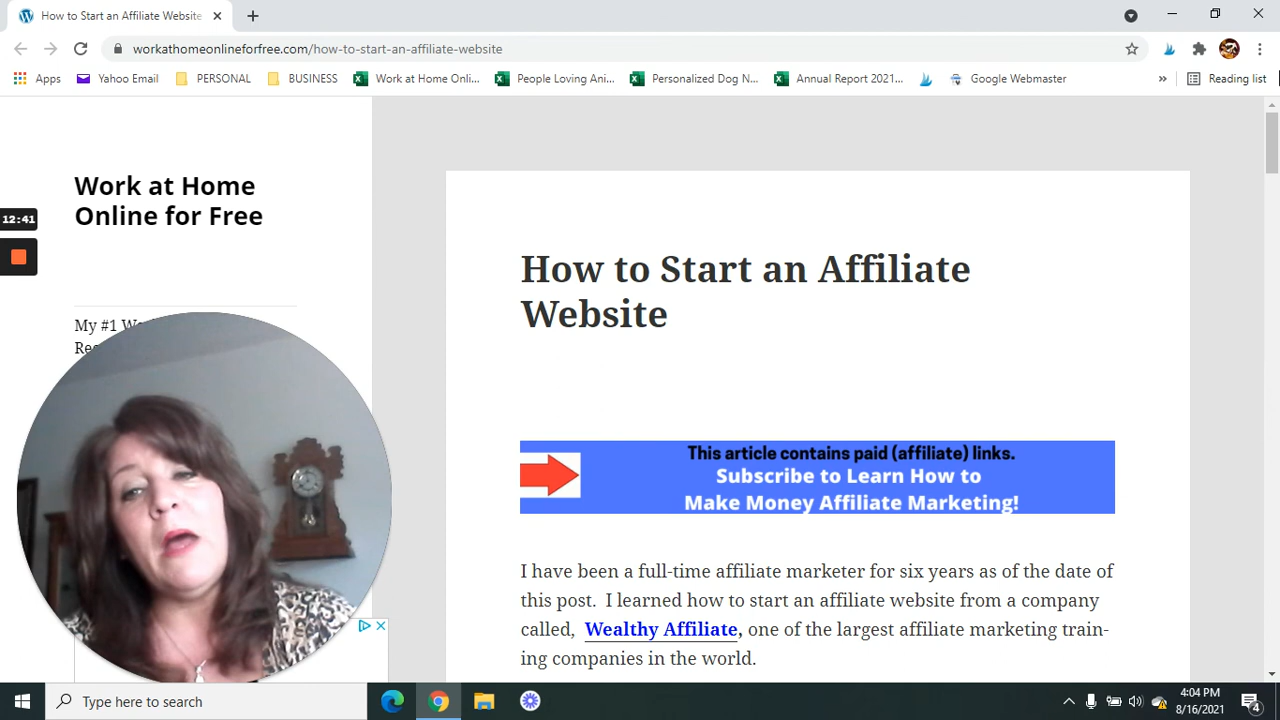 How to Start an Affiliate Website
workathomeonlineforfree.com/how-to-start-an-affiliate-website
Apps
Yahoo Email
PERSONAL
BUSINESS
Work at Home Onli...
People Loving Ani...
Personalized Dog N...
Annual Report 2021...
Google Webmaster
»
Reading list
Work at Home
Online for Free
12:41
My #1
How to Start an Affiliate
Website
This article contains paid (affiliate) links.
Subscribe to Learn How to
Make Money Affiliate Marketing!
I have been a full-time affiliate marketer for six years as of the date of
this post. I learned how to start an affiliate website from a company
called, Wealthy Affiliate, one of the largest affiliate marketing train-
ing companies in the world.
Type here to search
4:04 PM
8/16/2021
4